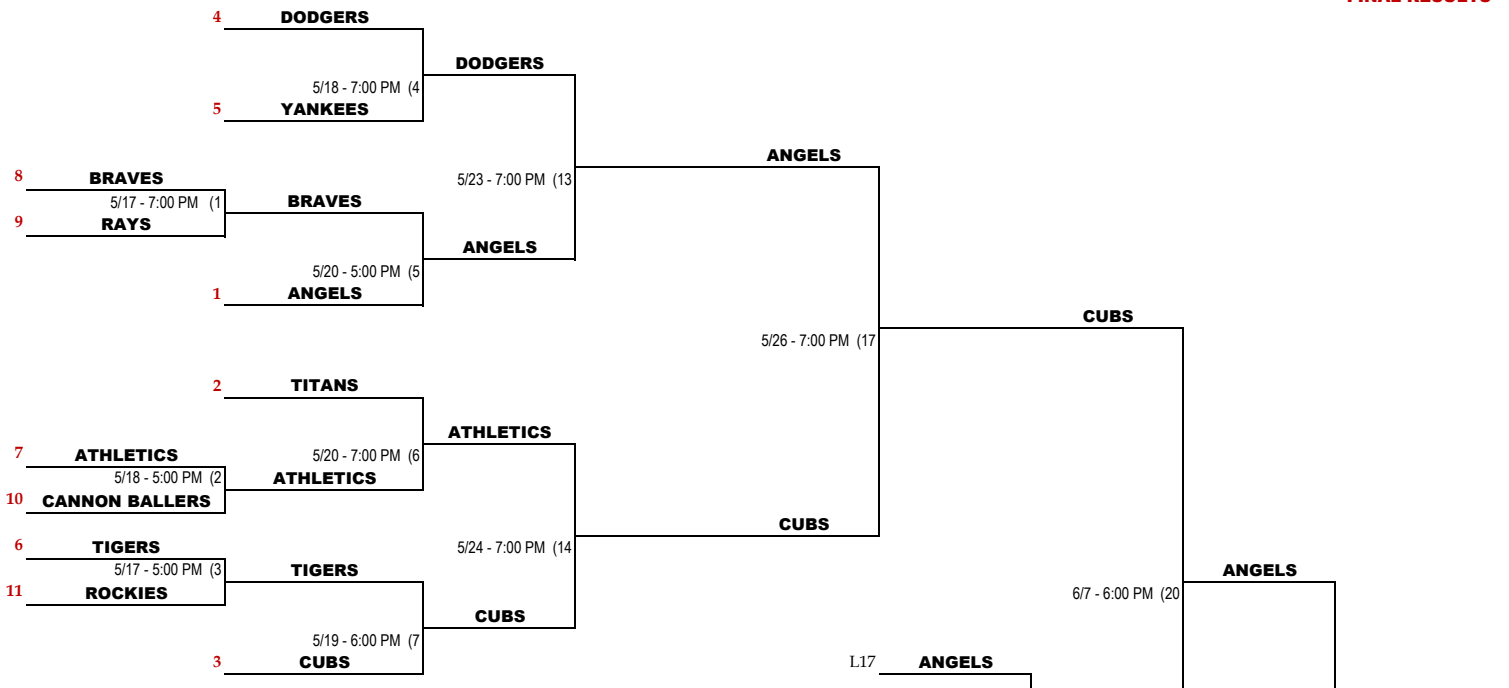 FINAL RESULTS
4 DODGERS
DODGERS
5/18 - 7:00 PM (4
5 YANKEES
ANGELS
8 BRAVES
5/23 - 7:00 PM (13
5/17 - 7:00 PM (1
BRAVES
9 RAYS
ANGELS
5/20 - 5:00 PM (5
1 ANGELS
CUBS
5/26 - 7:00 PM (17
2 TITANS
ATHLETICS
7 ATHLETICS
5/20 - 7:00 PM (6
5/18 - 5:00 PM (2
ATHLETICS
10 CANNON BALLERS
CUBS
6 TIGERS
5/24 - 7:00 PM (14
5/17 - 5:00 PM (3
TIGERS
ANGELS
11 ROCKIES
6/7 - 6:00 PM (20
CUBS
5/19 - 6:00 PM (7
3 CUBS
L17 ANGELS